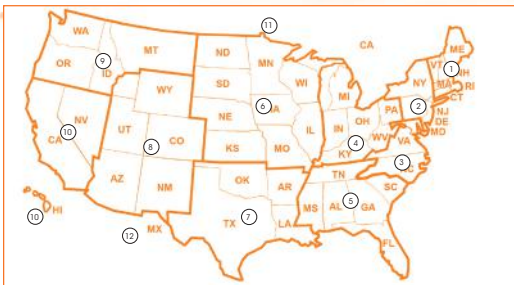 11
WA
MT
ND
MN
CA
ME
VT
1
NH
9
OR
ID
SD
WI
NY
MA
RI
CT
WY
MI
2
6
IA
PA
NJ
DE
MD
NE
OH
10
NV
UT
8
CO
IL
IN
4
WV
VA
CA
KS
MO
KY
3
NC
AZ
NM
OK
AR
TN
SC
10
HI
12
MX
TX
7
LA
MS
AL
5
GA
FL